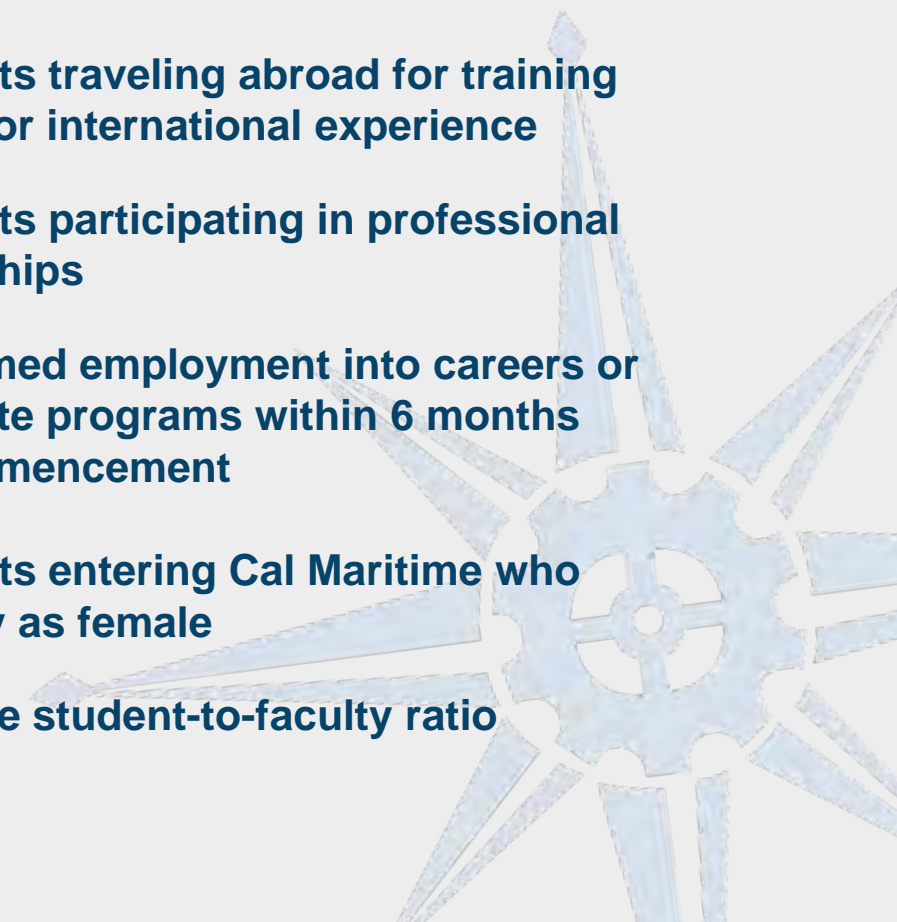 ts traveling abroad for training
or international experience
ts participating in professional
hips
med employment into careers or
te programs within 6 months
mencement
ts entering Cal Maritime who
y as female
e student-to-faculty ratio